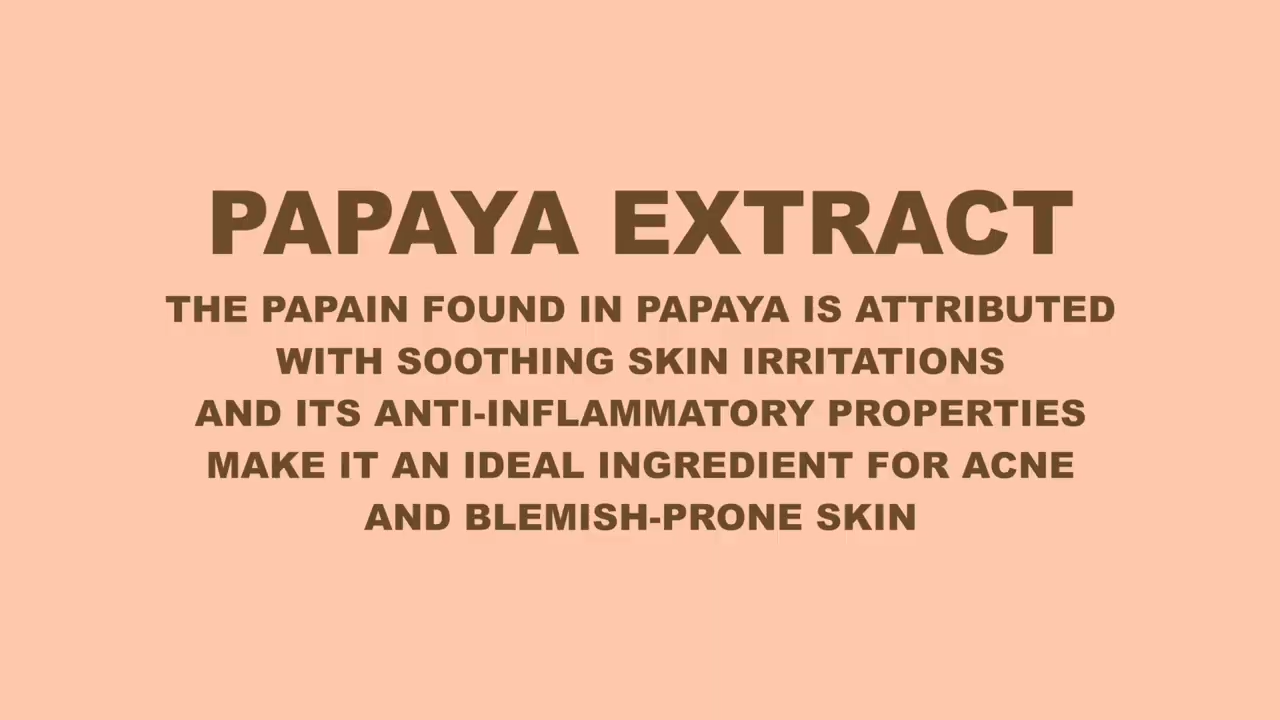 PAPAYA EXTRACT
THE PAPAIN FOUND IN PAPAYA IS ATTRIBUTED
WITH SOOTHING SKIN IRRITATIONS
AND ITS ANTI-INFLAMMATORY PROPERTIES
MAKE IT AN IDEAL INGREDIENT FOR ACNE
AND BLEMISH-PRONE SKIN